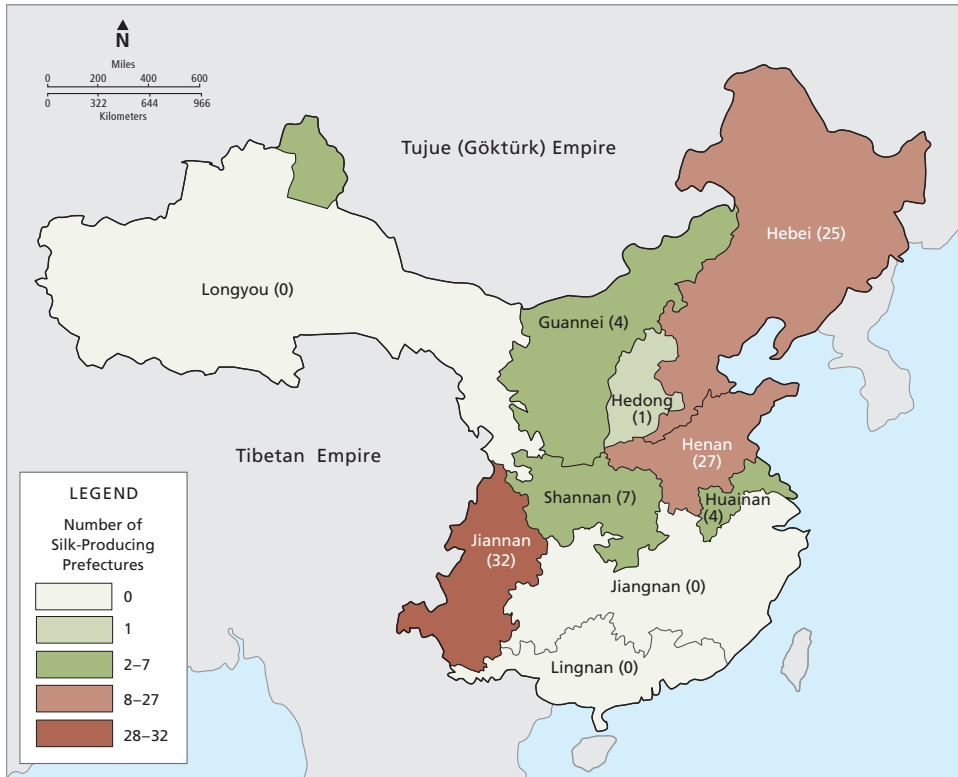 N
Miles
0 200 400 600
0 322 644 966
Kilometers
Tujue (Göktürk) Empire
Hebei (25)
Longyou (0)
Guannei (4)
Hedong
(1)
Henan
(27)
Tibetan Empire
Shannan (7)
Huainan
(4)
Jiannan
(32)
Jiangnan (0)
Lingnan (0)
LEGEND
Number of
Silk-Producing
Prefectures
0
1
2–7
8–27
28–32